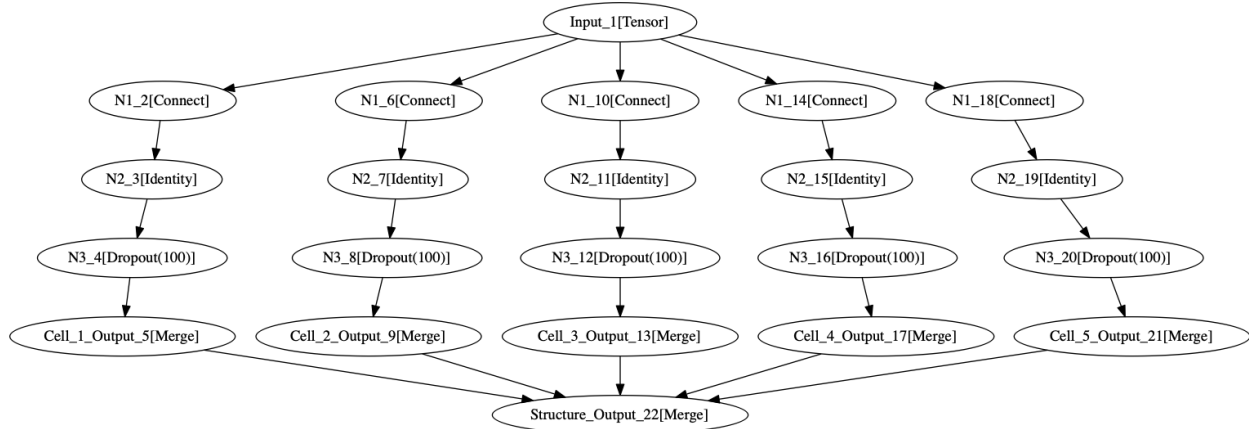 Input_1[Tensor]
N1_2[Connect]
N1_6[Connect]
N1_10[Connect]
N1_14[Connect]
N1_18[Connect]
N2_3[Identity]
N2_7[Identity]
N2_11[Identity]
N2_15[Identity]
N2_19[Identity]
N3_4[Dropout(100)]
N3_8[Dropout(100)]
N3_12[Dropout(100)]
N3_16[Dropout(100)]
N3_20[Dropout(100)]
Cell_1_Output_5[Merge]
Cell_2_Output_9[Merge]
Cell_3_Output_13[Merge]
Cell_4_Output_17[Merge]
Cell_5_Output_21[Merge]
Structure_Output_22[Merge]